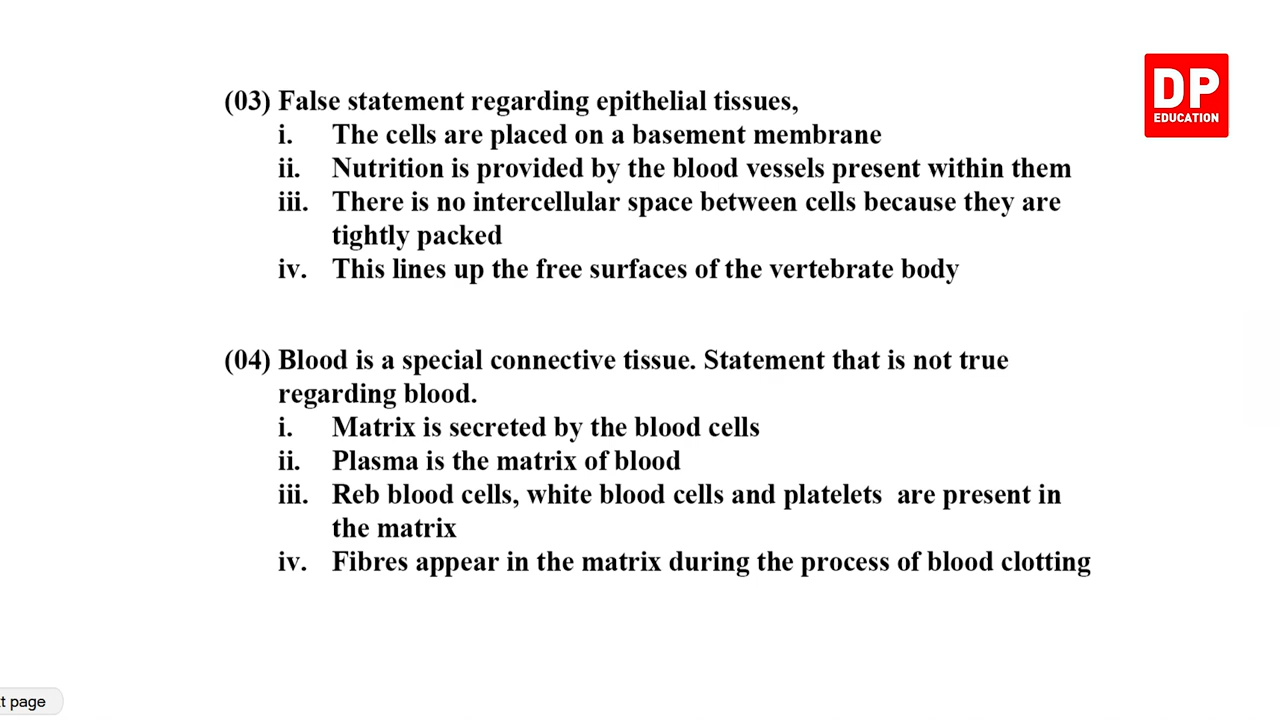 DP
EDUCATION
(03) False statement regarding epithelial tissues,
i. The cells are placed on a basement membrane
ii. Nutrition is provided by the blood vessels present within them
iii. There is no intercellular space between cells because they are
tightly packed
iv. This lines up the free surfaces of the vertebrate body
(04) Blood is a special connective tissue. Statement that is not true
regarding blood.
i. Matrix is secreted by the blood cells
ii. Plasma is the matrix of blood
iii. Reb blood cells, white blood cells and platelets are present in
the matrix
iv. Fibres appear in the matrix during the process of blood clotting
t page